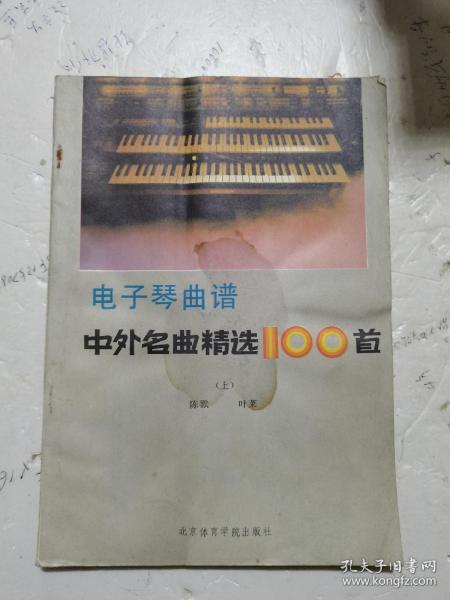 电子琴曲谱
中外名曲精选100首
（上）
陈歌 叶茱
北京体育学院出版社
孔夫子旧书网
www.kongfz.com